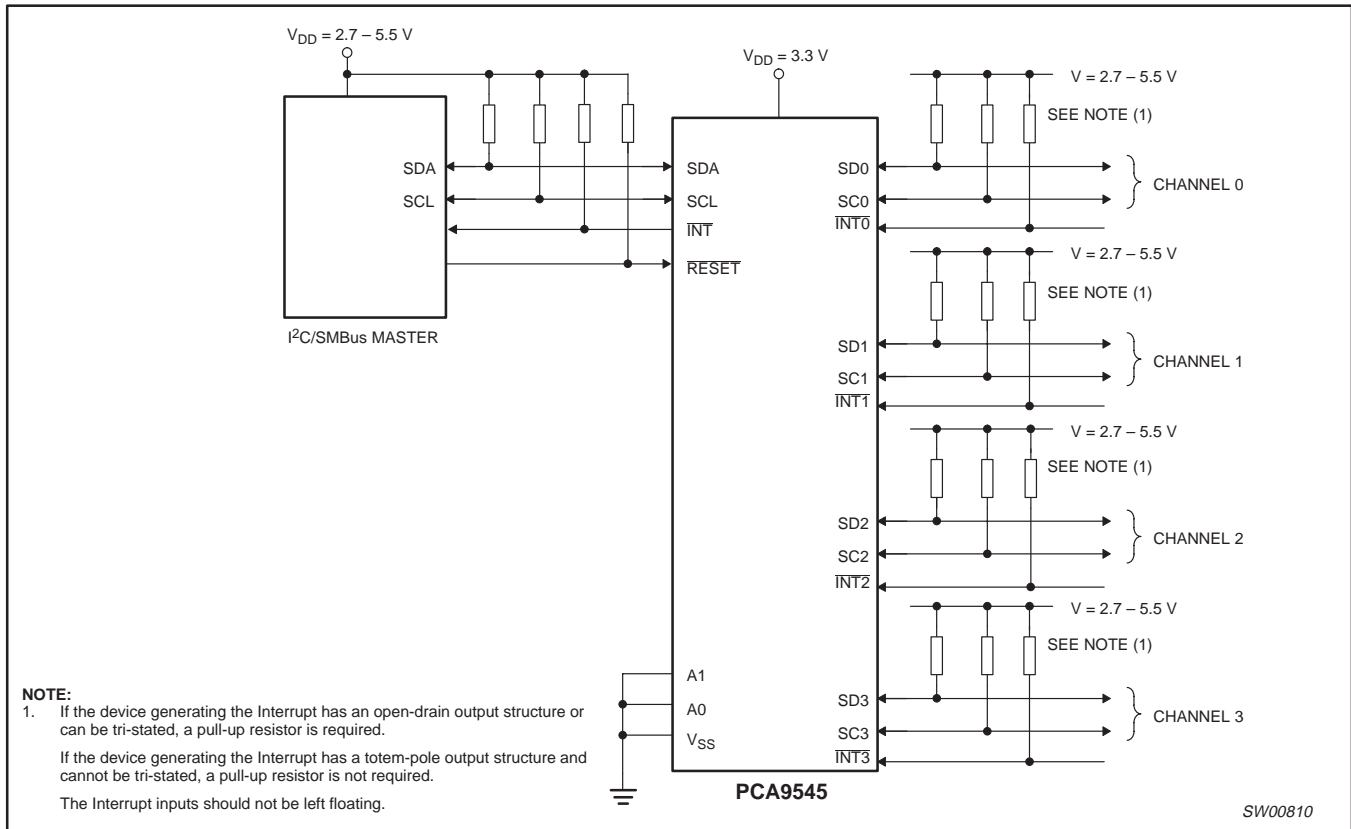 V_DD = 2.7 – 5.5 V
V_DD = 3.3 V
V = 2.7 – 5.5 V
SEE NOTE (1)
SDA
SCL
I²C/SMBus MASTER
SDA
SCL
INT
RESET
SD0
SC0
INT0
CHANNEL 0
V = 2.7 – 5.5 V
SEE NOTE (1)
SD1
SC1
INT1
CHANNEL 1
V = 2.7 – 5.5 V
SEE NOTE (1)
SD2
SC2
INT2
CHANNEL 2
V = 2.7 – 5.5 V
SEE NOTE (1)
SD3
SC3
INT3
CHANNEL 3
A1
A0
V_SS
PCA9545
NOTE:
1. If the device generating the Interrupt has an open-drain output structure or
can be tri-stated, a pull-up resistor is required.
If the device generating the Interrupt has a totem-pole output structure and
cannot be tri-stated, a pull-up resistor is not required.
The Interrupt inputs should not be left floating.
SW00810